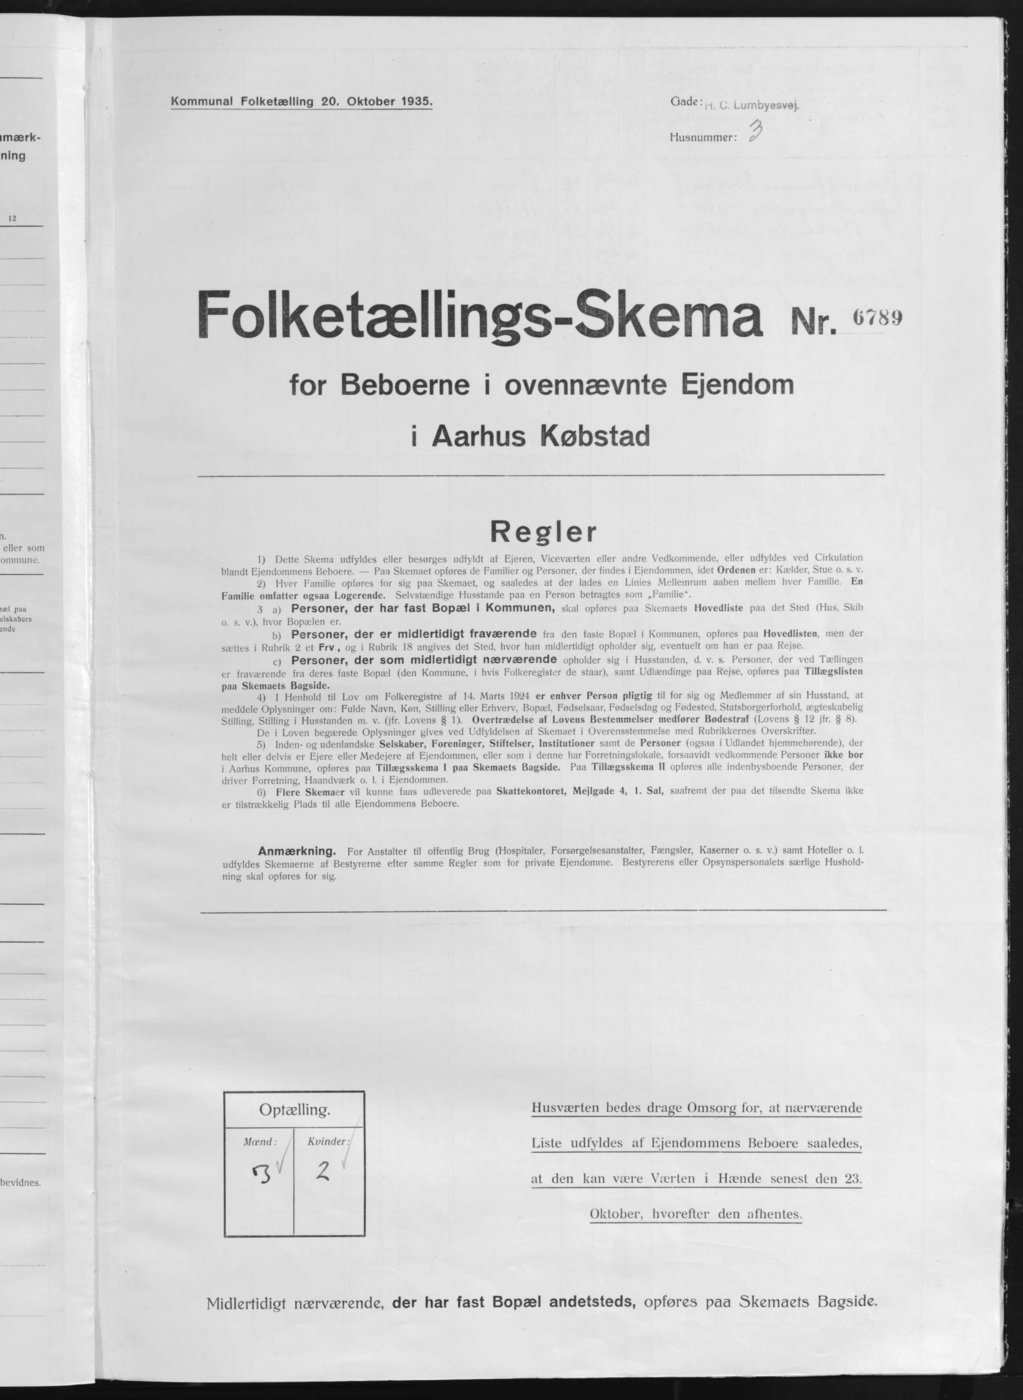 mærk-
ning
12
n.
eller som
ommune.
pæl paa
elskabers
ende
bevidnes.
Kommunal Folketælling 20. Oktober 1935.
Gade: H. C. Lumbyesvej.
Husnummer: 3
Folketællings-Skema Nr. 6789
for Beboerne i ovennævnte Ejendom
i Aarhus Købstad
Regler
1) Dette Skema udfyldes eller besørges udfyldt af Ejeren, Viceværten eller andre Vedkommende, eller udfyldes ved Cirkulation
blandt Ejendommens Beboere. — Paa Skemaet opføres de Familier og Personer, der findes i Ejendommen, idet Ordenen er: Kælder, Stue o. s. v.
2) Hver Familie opføres for sig paa Skemaet, og saaledes at der lades en Linies Mellemrum aaben mellem hver Familie. En
Familie omfatter ogsaa Logerende. Selvstændige Husstande paa en Person betragtes som „Familie“.
3 a) Personer, der har fast Bopæl i Kommunen, skal opføres paa Skemaets Hovedliste paa det Sted (Hus, Skib
o. s. v.), hvor Bopælen er.
b) Personer, der er midlertidigt fraværende fra den faste Bopæl i Kommunen, opføres paa Hovedlisten, men der
sættes i Rubrik 2 et Frv., og i Rubrik 18 angives det Sted, hvor han midlertidigt opholder sig, eventuelt om han er paa Rejse.
c) Personer, der som midlertidigt nærværende opholder sig i Husstanden, d. v. s. Personer, der ved Tællingen
er fraværende fra deres faste Bopæl (den Kommune, i hvis Folkeregister de staar), samt Udlændinge paa Rejse, opføres paa Tillægslisten
paa Skemaets Bagside.
4) I Henhold til Lov om Folkeregistre af 14. Marts 1924 er enhver Person pligtig til for sig og Medlemmer af sin Husstand, at
meddele Oplysninger om: Fulde Navn, Køn, Stilling eller Erhverv, Bopæl, Fødselsaar, Fødselsdag og Fødested, Statsborgerforhold, ægteskabelig
Stilling, Stilling i Husstanden m. v. (jfr. Lovens § 1). Overtrædelse af Lovens Bestemmelser medfører Bødestraf (Lovens § 12 jfr. § 8).
De i Loven begærede Oplysninger gives ved Udfyldelsen af Skemaet i Overensstemmelse med Rubrikkernes Overskrifter.
5) Inden- og udenlandske Selskaber, Foreninger, Stiftelser, Institutioner samt de Personer (ogsaa i Udlandet hjemmehørende), der
helt eller delvis er Ejere eller Medejere af Ejendommen, eller som i denne har Forretningslokale, forsaavidt vedkommende Personer ikke bor
i Aarhus Kommune, opføres paa Tillægsskema I paa Skemaets Bagside. Paa Tillægsskema II opføres alle indenbysboende Personer, der
driver Forretning, Haandværk o. l. i Ejendommen.
6) Flere Skemaer vil kunne faas udleverede paa Skattekontoret, Mejlgade 4, 1. Sal, saafremt der paa det tilsendte Skema ikke
er tilstrækkelig Plads til alle Ejendommens Beboere.
Anmærkning. For Anstalter til offentlig Brug (Hospitaler, Forsørgelsesanstalter, Fængsler, Kaserner o. s. v.) samt Hoteller o. l.
udfyldes Skemaerne af Bestyrerne efter samme Regler som for private Ejendomme. Bestyrerens eller Opsynspersonalets særlige Hushold-
ning skal opføres for sig.
Optælling.
Mænd: Kvinder:
3 2
Husværten bedes drage Omsorg for, at nærværende
Liste udfyldes af Ejendommens Beboere saaledes,
at den kan være Værten i Hænde senest den 23.
Oktober, hvorefter den afhentes.
Midlertidigt nærværende, der har fast Bopæl andetsteds, opføres paa Skemaets Bagside.